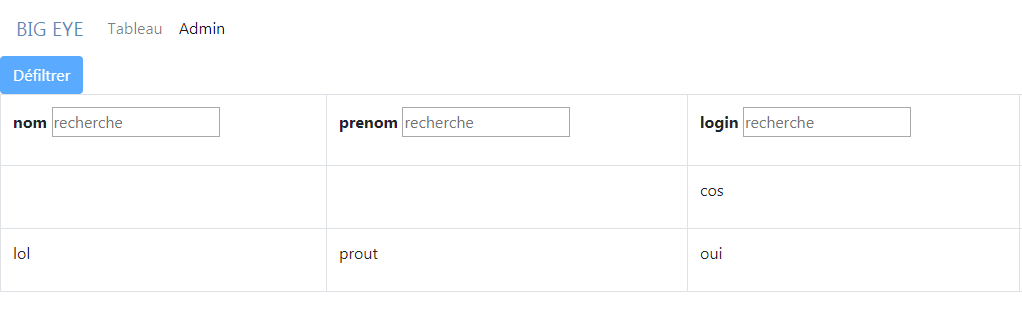 BIG EYE Tableau Admin
Défiltrer
nom recherche prenom recherche login recherche
cos
lol prout oui